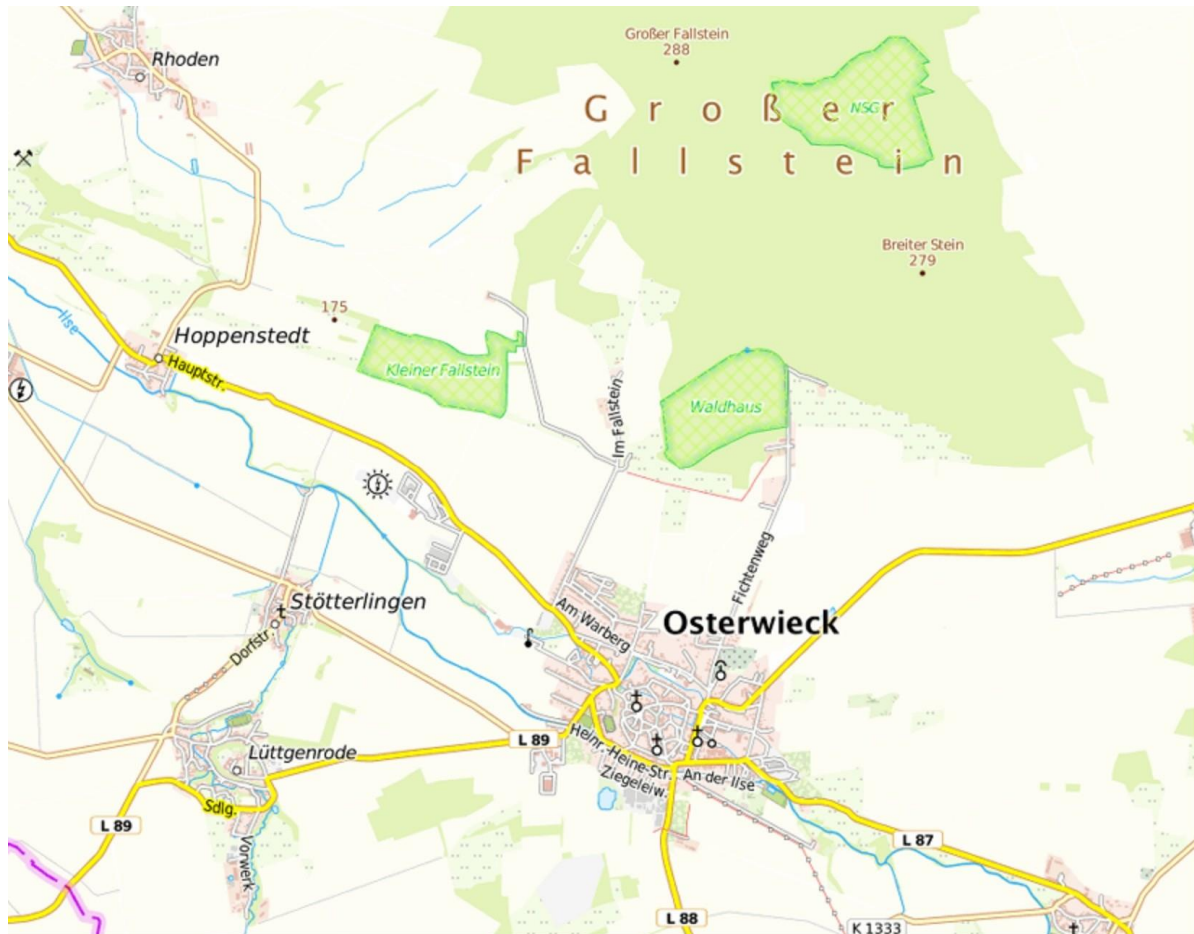 Großer Fallstein
288
Rhoden
NSG
Großer
Fallstein
Breiter Stein
279
Ilse
175
Hoppenstedt
Hauptstr.
Kleiner Fallstein
Waldhaus
Im Fallstein
Fichtenweg
Stötterlingen
Am Warberg
Osterwieck
Dorfstr.
L 89
Heinr.-Heine-Str.
An der Ilse
Ziegeleiw.
Lüttgenrode
Sdlg.
L 89
Vorwerk
L 87
L 88
K 1333